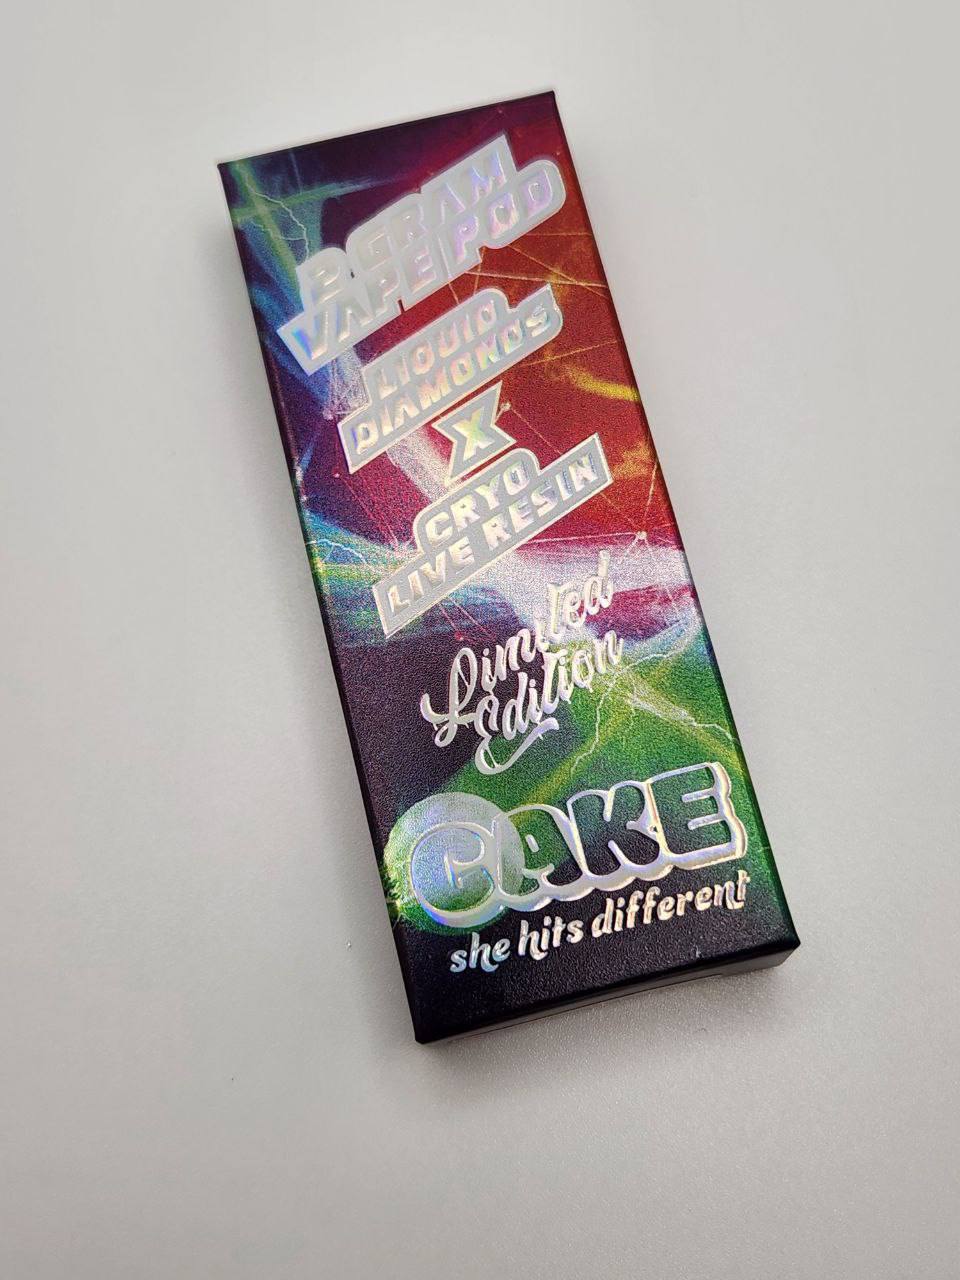 2 GRAM
VAPE POD
LIQUID
DIAMONDS
X
CRYO
LIVE RESIN
Limited
Edition
CAKE
she hits different